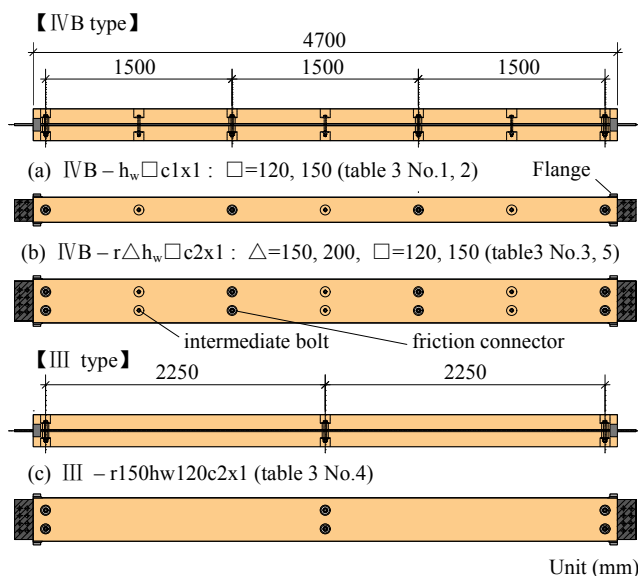 【ⅣB type】
4700
1500 1500 1500
(a) ⅣB – hw□c1x1 : □=120, 150 (table 3 No.1, 2) Flange
(b) ⅣB – r△hw□c2x1 : △=150, 200, □=120, 150 (table3 No.3, 5)
intermediate bolt friction connector
【Ⅲ type】
2250 2250
(c) Ⅲ – r150hw120c2x1 (table 3 No.4)
Unit (mm)